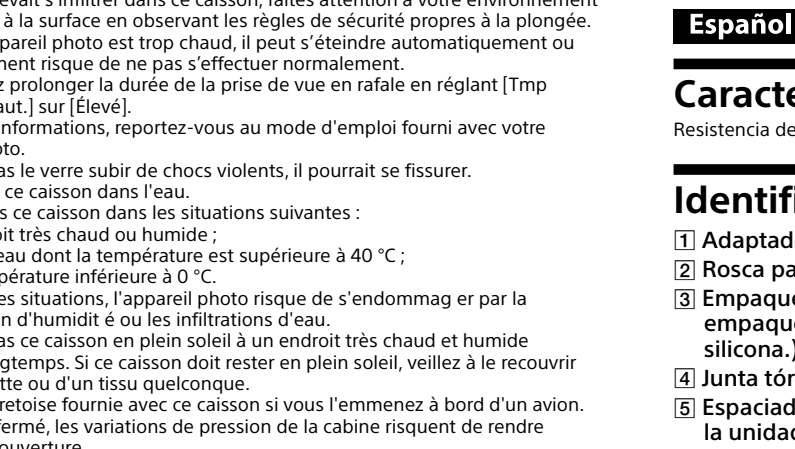 s'infiltrer dans ce caisson, faites attention à votre environnement
à la surface en observant les règles de sécurité propres à la plongée.
pareil photo est trop chaud, il peut s’éteindre automatiquement ou
ment risque de ne pas s’effectuer normalement.
z prolonger la durée de la prise de vue en rafale en réglant [Tmp
aut.] sur [Élevé].
informations, reportez-vous au mode d'emploi fourni avec votre
oto.
as le verre subir de chocs violents, il pourrait se fissurer.
ce caisson dans l'eau.
s ce caisson dans les situations suivantes :
oit très chaud ou humide ;
eau dont la température est supérieure à 40 °C ;
pérature inférieure à 0 °C.
es situations, l'appareil photo risque de s'endommag er par la
n d'humidit é ou les infiltrations d'eau.
as ce caisson en plein soleil à un endroit très chaud et humide
gtemps. Si ce caisson doit rester en plein soleil, veillez à le recouvrir
tte ou d'un tissu quelconque.
retoise fournie avec ce caisson si vous l'emmenez à bord d'un avion.
fermé, les variations de pression de la cabine risquent de rendre
ouverture
Español
Caracte
Resistencia de
Identifi
1 Adaptad
2 Rosca pa
3 Empaque
empaque
silicona.)
4 Junta tór
5 Espaciad
la unidad